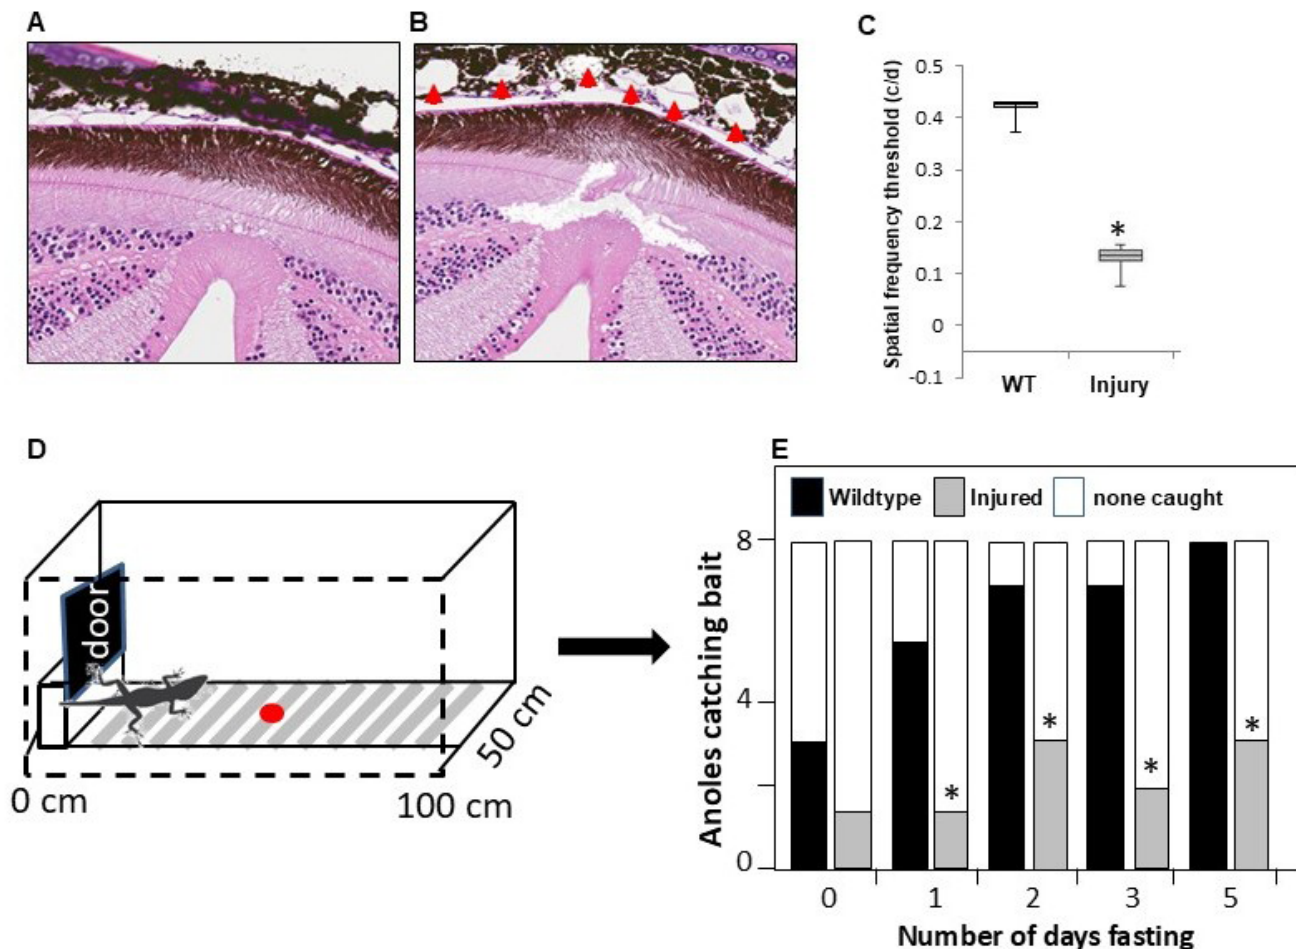 A
B
C
Spatial frequency threshold (c/d)
0.5
0.4
0.3
0.2
0.1
0
-0.1
*
WT
Injury
D
door
0 cm
100 cm
50 cm
E
Wildtype
Injured
none caught
Anoles catching bait
8
4
0
*
*
*
*
0
1
2
3
5
Number of days fasting